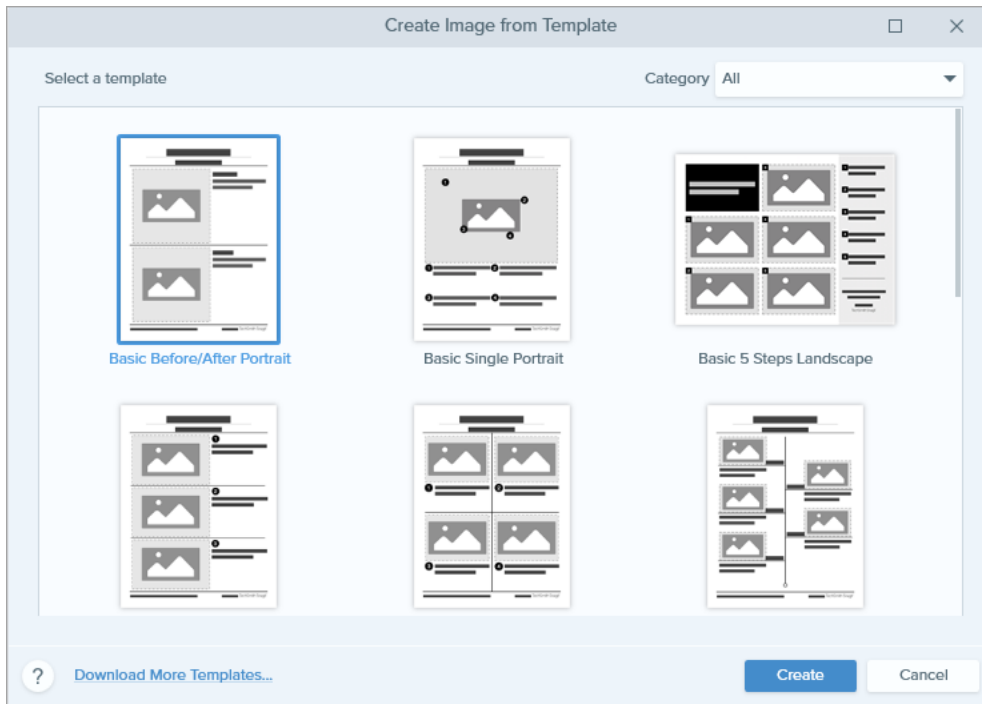 Create Image from Template
Select a template
Category All
Basic Before/After Portrait
Basic Single Portrait
Basic 5 Steps Landscape
? Download More Templates...
Create Cancel